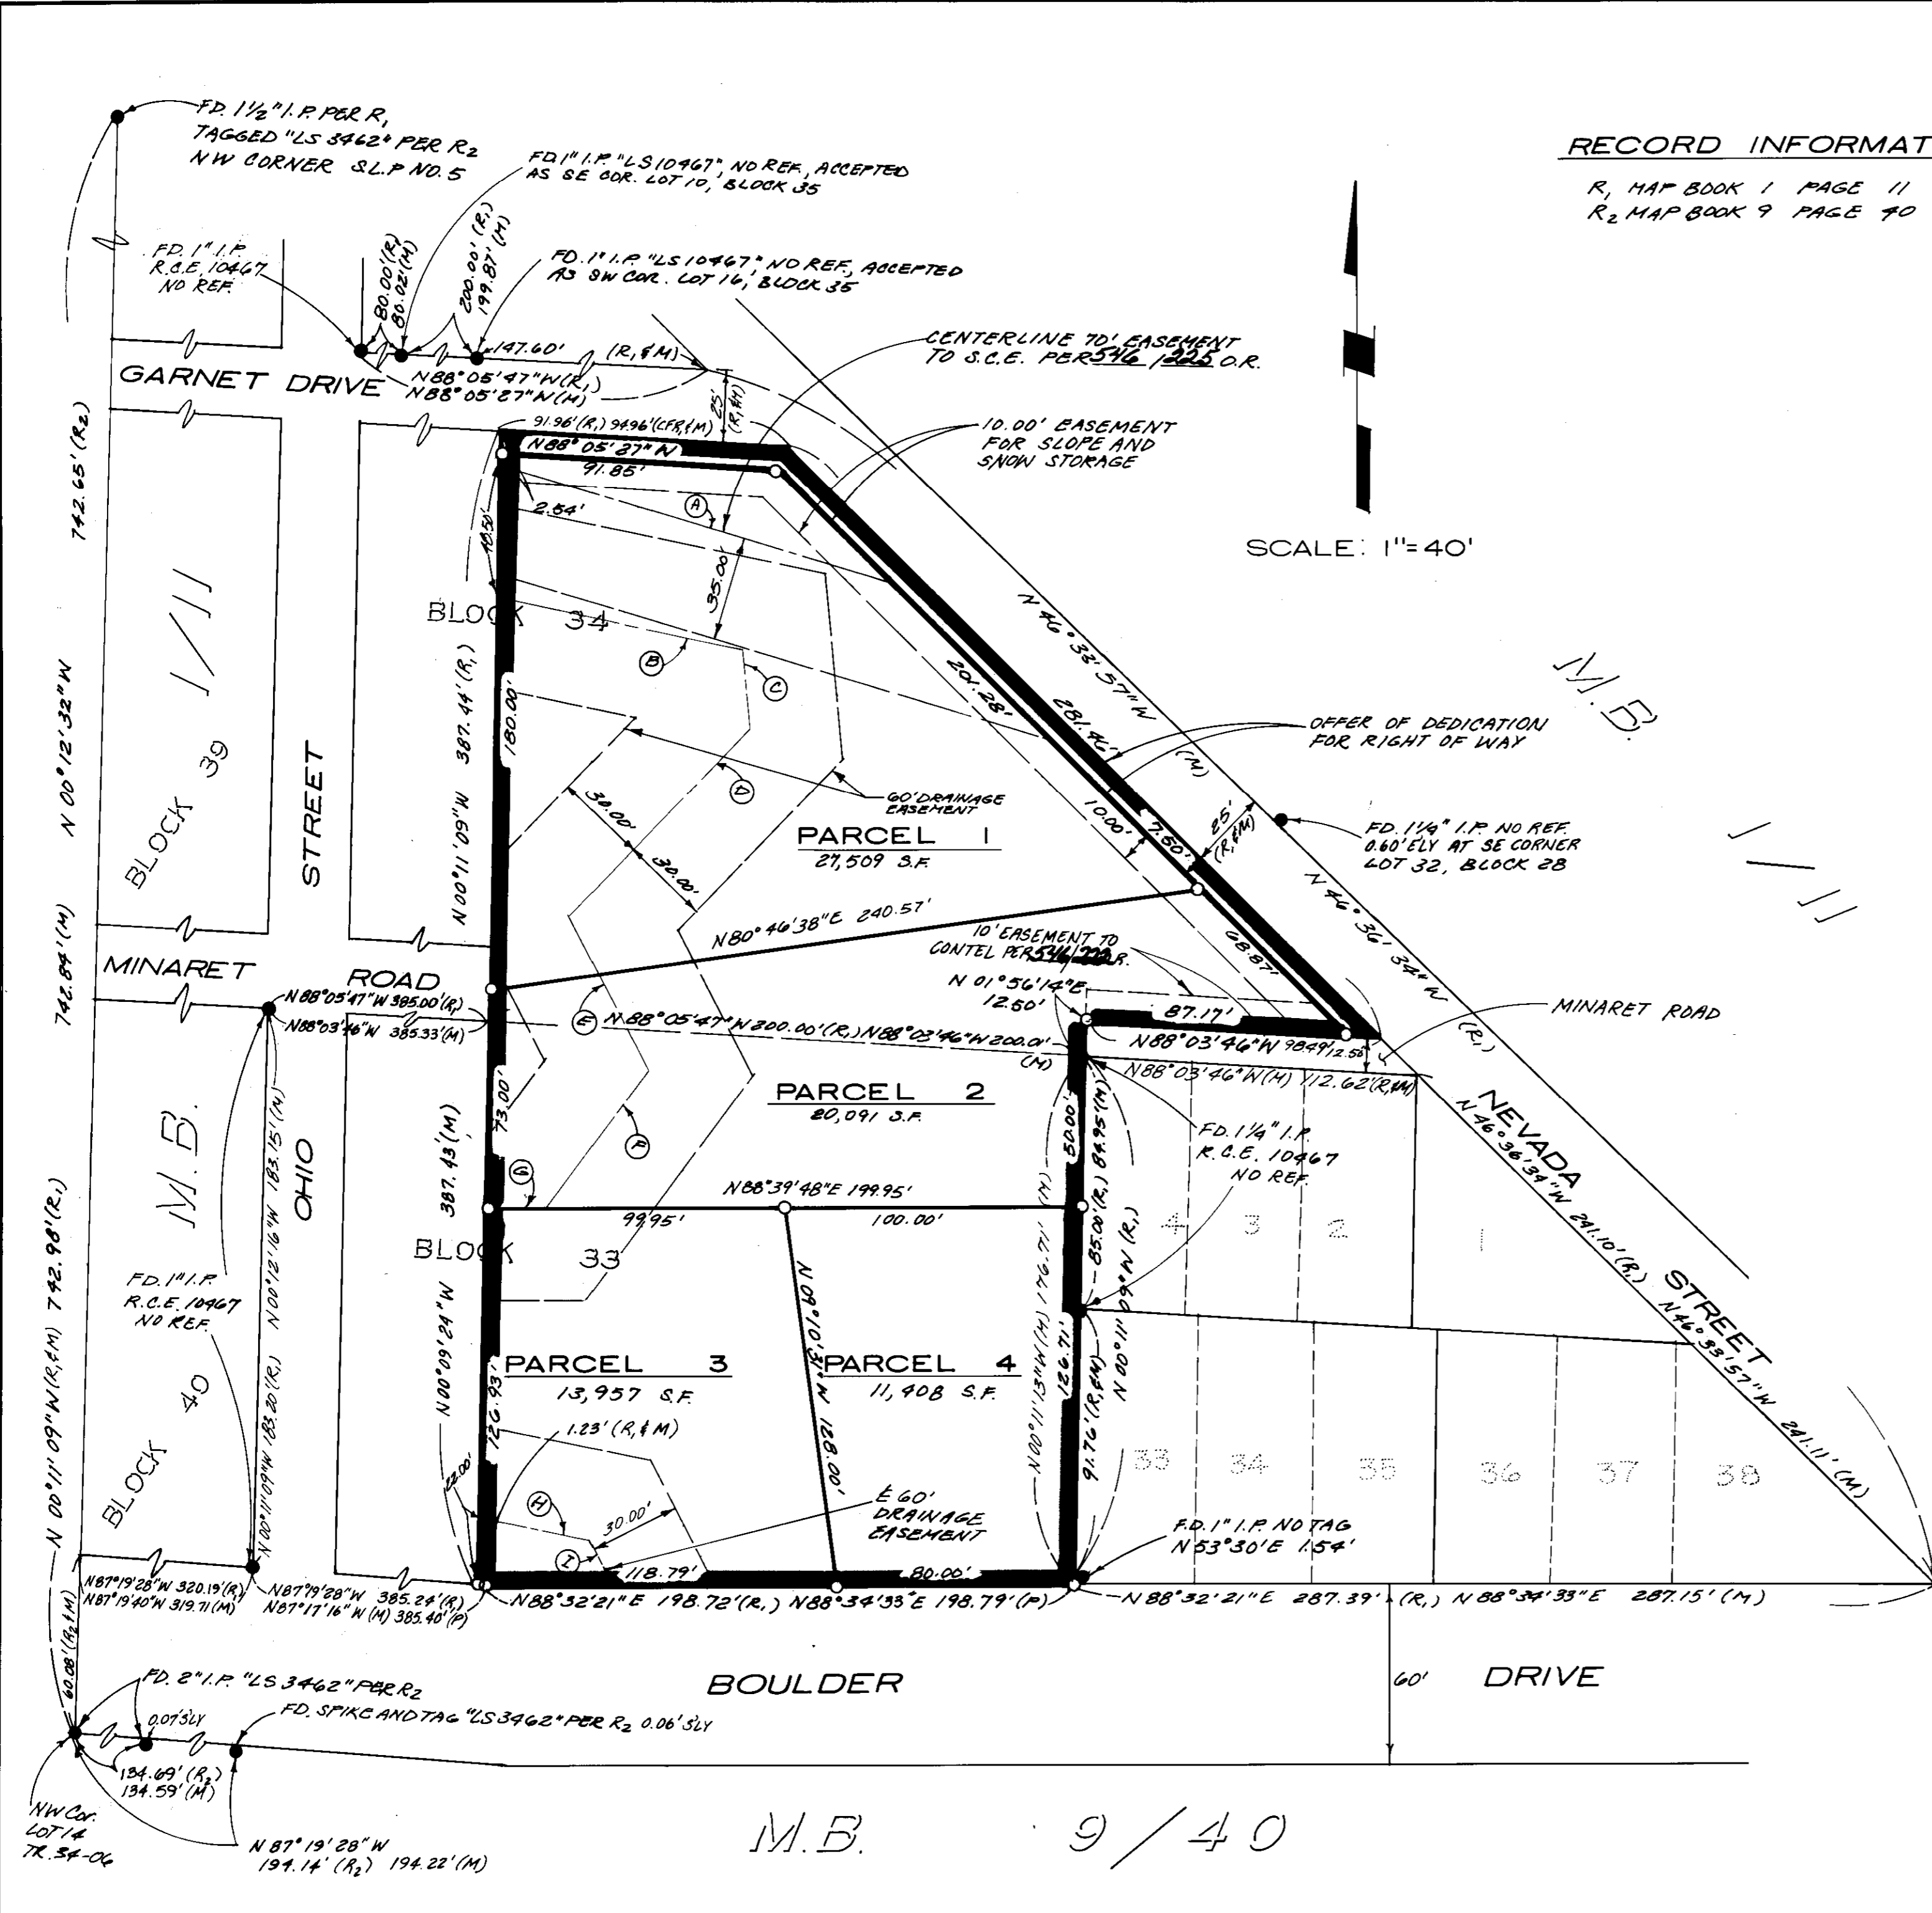 FD. 1½" I.P. PER R,
TAGGED "LS 3462" PER R2
NW CORNER S.L.P NO. 5
FD. 1" I.P. "LS 10467", NO REF., ACCEPTED
AS SE COR. LOT 10, BLOCK 35
RECORD INFORMAT
R, MAP BOOK 1 PAGE 11
R2 MAP BOOK 9 PAGE 40
FD. 1" I.P.
R.C.E. 10467
NO REF.
80.00'(R,)
80.02'(M)
200.00' (R,)
199.87' (M)
FD. 1" I.P. "LS 10467", NO REF., ACCEPTED
AS SW COR. LOT 16, BLOCK 35
147.60' (R, & M)
N88°05'47"W (R,)
N88°05'27"W (M)
GARNET DRIVE
CENTERLINE 70' EASEMENT
TO S.C.E. PER 546 / 225 O.R.
25'
(R,&M)
91.96' (R,) 94.96' (CFR,&M)
N88°05'27"W
91.85'
10.00' EASEMENT
FOR SLOPE AND
SNOW STORAGE
2.54'
A
35.00'
SCALE: 1"=40'
742.65' (R2)
N 00°12'32"W
742.84' (M)
BLOCK 39
1/11
STREET
BLOCK 34
387.44' (R,)
N00°11'09"W
180.00'
B
C
D
N 46°33'57"W
(M)
201.28'
281.46'
10.00'
7.50'
25'
(R,&M)
M.B.
1/11
OFFER OF DEDICATION
FOR RIGHT OF WAY
60' DRAINAGE
EASEMENT
30.00'
30.00'
PARCEL 1
27,509 S.F.
FD. 1¼" I.P. NO REF.
0.60' ELY AT SE CORNER
LOT 32, BLOCK 28
N 46°36'34"W
(R,)
N80°46'38"E 240.57'
10' EASEMENT TO
CONTEL PER 546
68.87'
N 01°56'14"E
12.50'
MINARET ROAD
N88°05'47"W 385.00'(R,)
N88°03'46"W 385.33'(M)
E
N88°05'47"W 200.00'(R,) N88°03'46"W 200.01'
(M)
87.17'
N88°03'46"W 98.49'
12.50'
N88°03'46"W(M) 112.62'(R,&M)
MINARET ROAD
PARCEL 2
20,091 S.F.
73.00'
F
G
50.00'
85.00'(R,) 84.95'(M)
FD. 1¼" I.P.
R.C.E. 10467
NO REF.
NEVADA
N46°36'34"W 241.10'(R,)
STREET
N46°33'57"W 241.11' (M)
M.B.
OHIO
N00°12'16"W 183.15'(M)
387.43'(M)
N88°39'48"E 199.95'
99.95'
100.00'
4
3
2
1
BLOCK 33
FD. 1" I.P.
R.C.E. 10467
NO REF.
N 00°11'09"W(R,&M) 742.98'(R,)
N00°11'09"W 183.20'(R,)
N00°09'24"W
126.93'
BLOCK 40
N 09°10'31"W 128.00'
PARCEL 3
13,957 S.F.
PARCEL 4
11,408 S.F.
N00°11'13"W(M) 176.71' (M)
126.71'
N 00°11'09"W (R,)
91.76'(R,&M)
1.23' (R,& M)
22.00'
H
I
30.00'
₤ 60'
DRAINAGE
EASEMENT
33
34
35
36
37
38
FD. 1" I.P. NO TAG
N 53°30'E 1.54'
118.79'
80.00'
N87°19'28"W 320.19'(R,)
N87°19'40"W 319.71(M)
N87°19'28"W 385.24'(R,)
N87°17'16"W (M) 385.40'(P)
N88°32'21"E 198.72'(R,) N88°34'33"E 198.79'(P)
N88°32'21"E 287.39' (R,) N 88°34'33"E 287.15' (M)
60.08'(R2&M)
FD. 2" I.P. "LS 3462" PER R2
0.07'SLY
FD. SPIKE AND TAG "LS 3462" PER R2 0.06' SLY
BOULDER DRIVE
60'
134.69' (R2)
134.59' (M)
NW Cor.
LOT 14
TR. 34-06
N 87°19'28"W
194.14' (R2) 194.22' (M)
M.B. 9/40